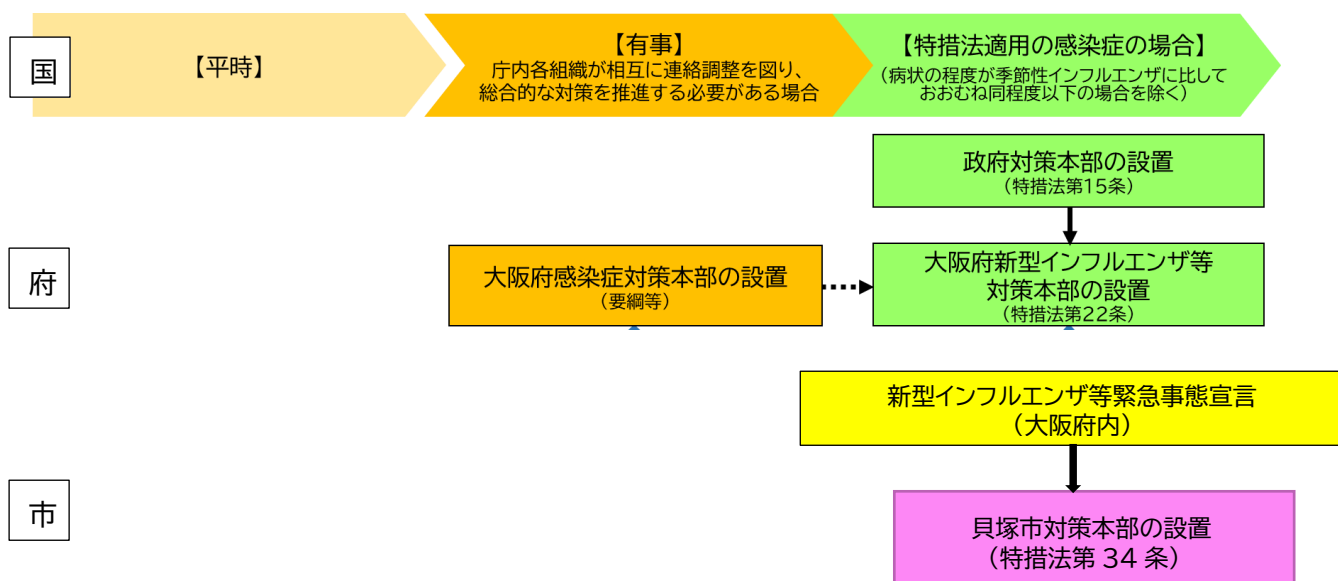 国
【平時】
【有事】
庁内各組織が相互に連絡調整を図り、
総合的な対策を推進する必要がある場合
【特措法適用の感染症の場合】
（病状の程度が季節性インフルエンザに比して
おおむね同程度以下の場合を除く）
政府対策本部の設置
（特措法第15条）
府
大阪府感染症対策本部の設置
（要綱等）
大阪府新型インフルエンザ等
対策本部の設置
（特措法第22条）
新型インフルエンザ等緊急事態宣言
（大阪府内）
市
貝塚市対策本部の設置
（特措法第 34 条）